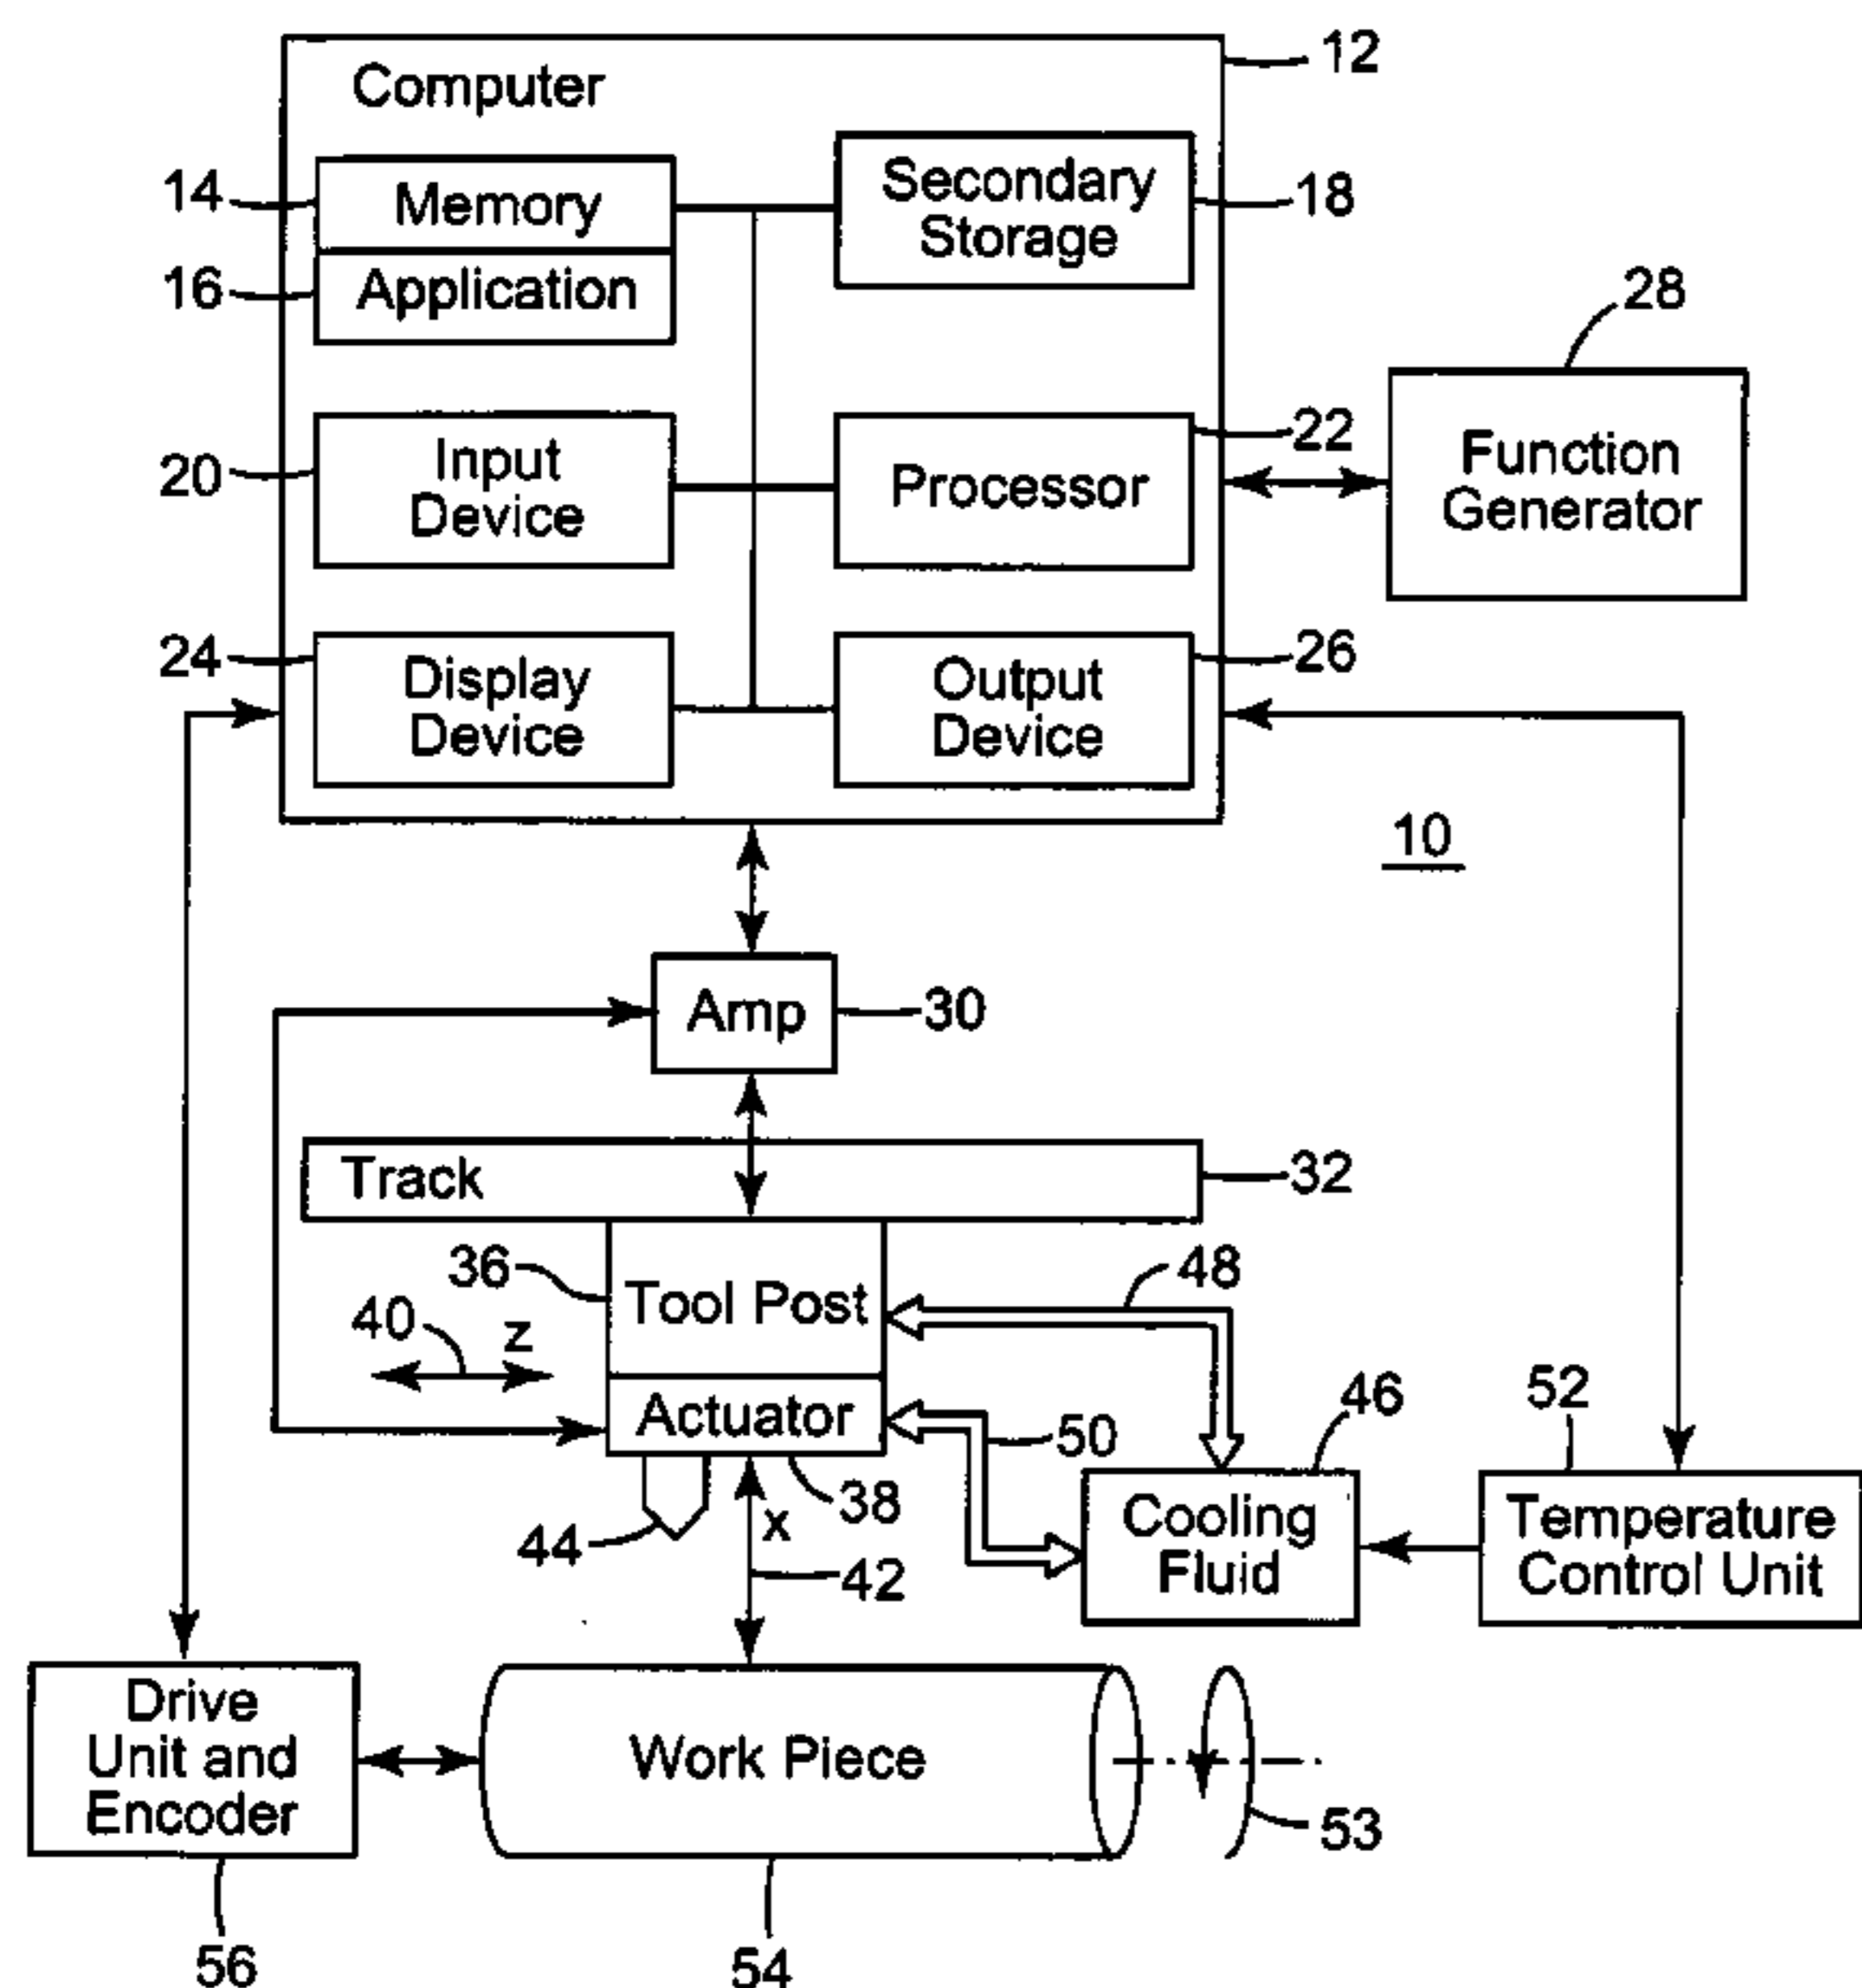 Computer
12
14
Memory
Secondary
Storage
18
16
Application
28
Function
Generator
20
Input
Device
22
Processor
24
Display
Device
26
Output
Device
10
Amp
30
Track
32
36
Tool Post
48
40
z
Actuator
50
46
52
38
44
x
42
Cooling
Fluid
Temperature
Control Unit
Drive
Unit and
Encoder
Work Piece
53
56
54